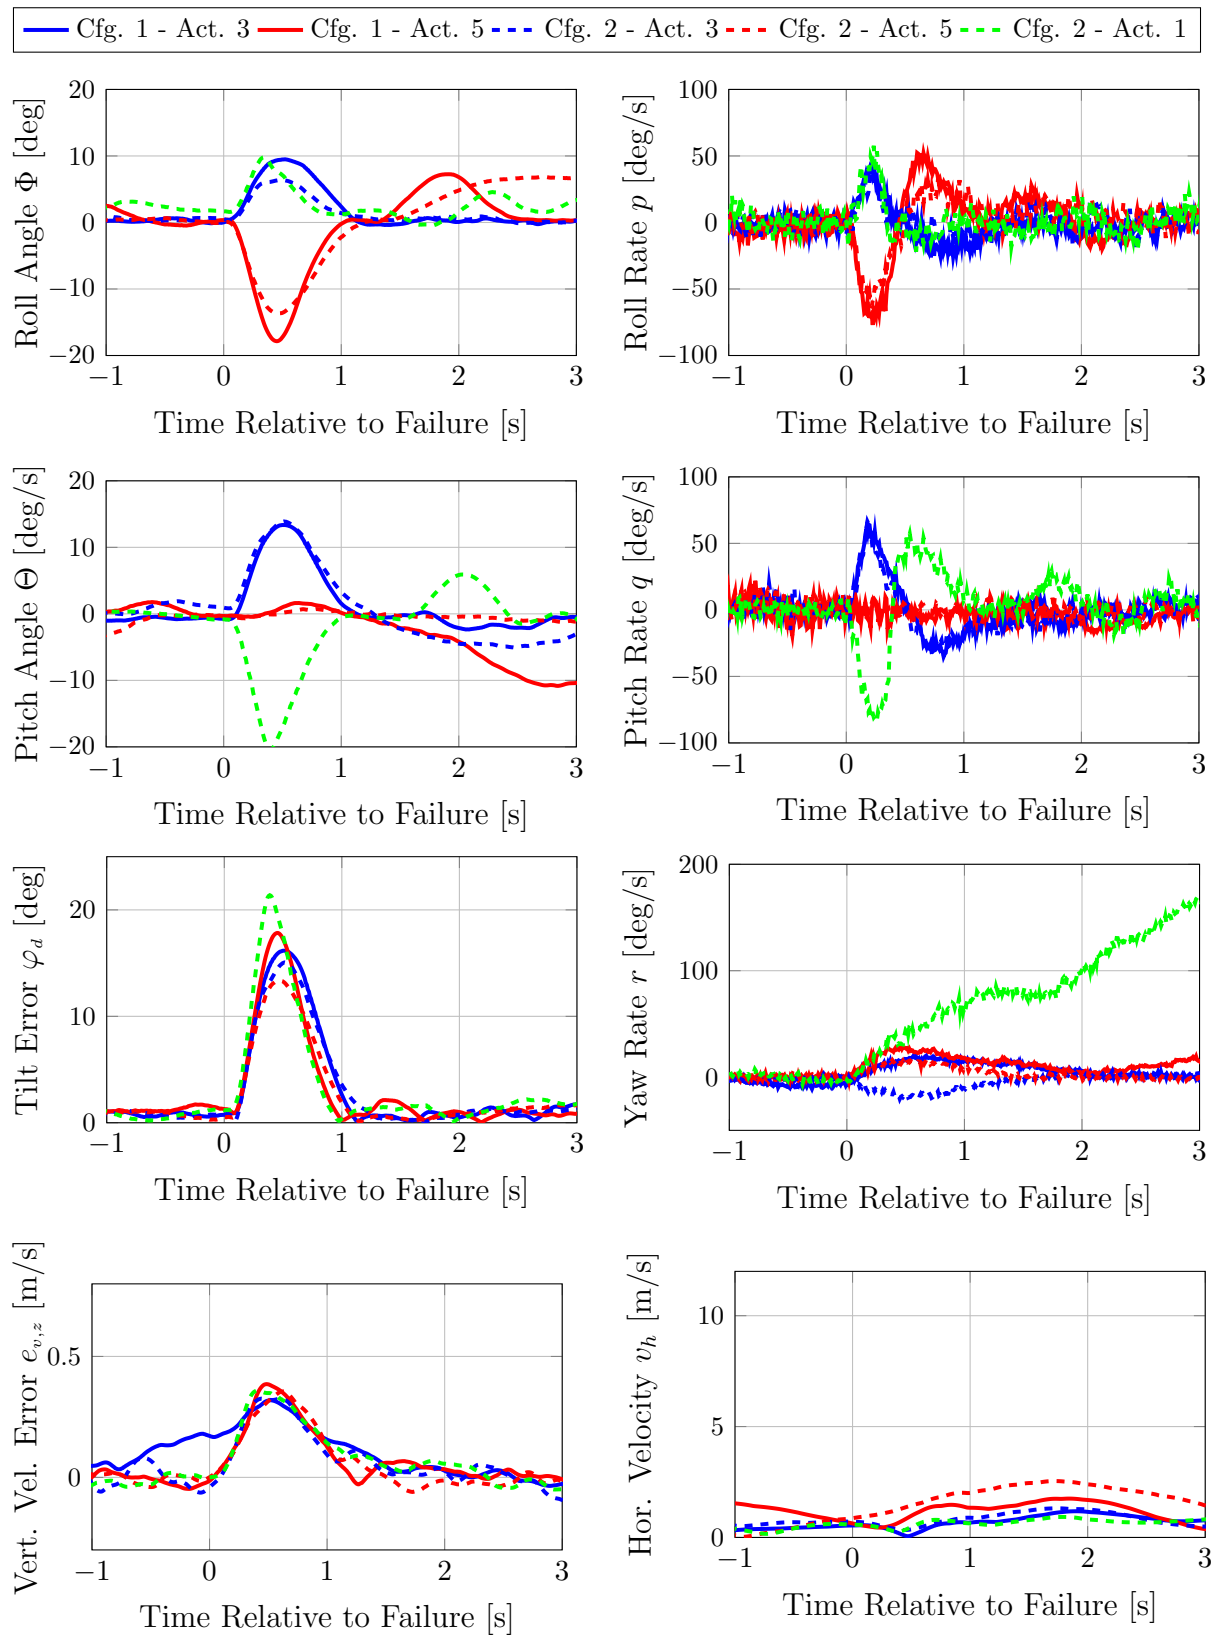 Cfg. 1 - Act. 3 Cfg. 1 - Act. 5 Cfg. 2 - Act. 3 Cfg. 2 - Act. 5 Cfg. 2 - Act. 1
Roll Angle Φ [deg]
20
10
0
−10
−20
−1 0 1 2 3
Time Relative to Failure [s]
Roll Rate p [deg/s]
100
50
0
−50
−100
−1 0 1 2 3
Time Relative to Failure [s]
Pitch Angle Θ [deg/s]
20
10
0
−10
−20
−1 0 1 2 3
Time Relative to Failure [s]
Pitch Rate q [deg/s]
100
50
0
−50
−100
−1 0 1 2 3
Time Relative to Failure [s]
Tilt Error φ_d [deg]
20
10
0
−1 0 1 2 3
Time Relative to Failure [s]
Yaw Rate r [deg/s]
200
100
0
−1 0 1 2 3
Time Relative to Failure [s]
Vert. Vel. Error e_{v,z} [m/s]
0.5
0
−1 0 1 2 3
Time Relative to Failure [s]
Hor. Velocity v_h [m/s]
10
5
0
−1 0 1 2 3
Time Relative to Failure [s]